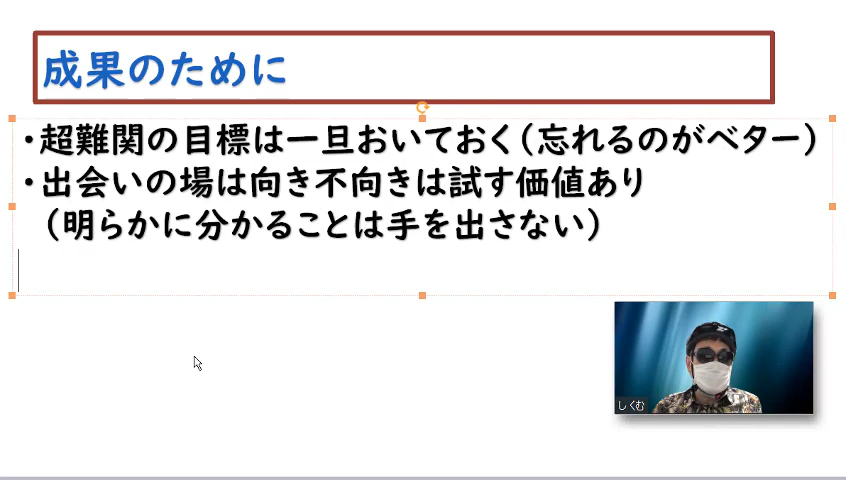 成果のために
・超難関の目標は一旦おいておく（忘れるのがベター）
・出会いの場は向き不向きは試す価値あり
（明らかに分かることは手を出さない）
しくむ